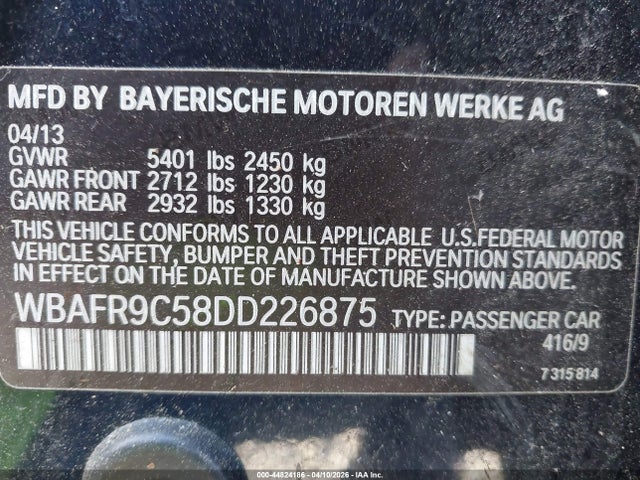 MFD BY BAYERISCHE MOTOREN WERKE AG
04/13
GVWR 5401 lbs 2450 kg
GAWR FRONT 2712 lbs 1230 kg
GAWR REAR 2932 lbs 1330 kg
THIS VEHICLE CONFORMS TO ALL APPLICABLE U.S.FEDERAL MOTOR
VEHICLE SAFETY, BUMPER AND THEFT PREVENTION STANDARDS
IN EFFECT ON THE DATE OF MANUFACTURE SHOWN ABOVE.
WBAFR9C58DD226875 TYPE: PASSENGER CAR
416/9
7 315 814
000-44824186 - 04/10/2026 - IAA Inc.